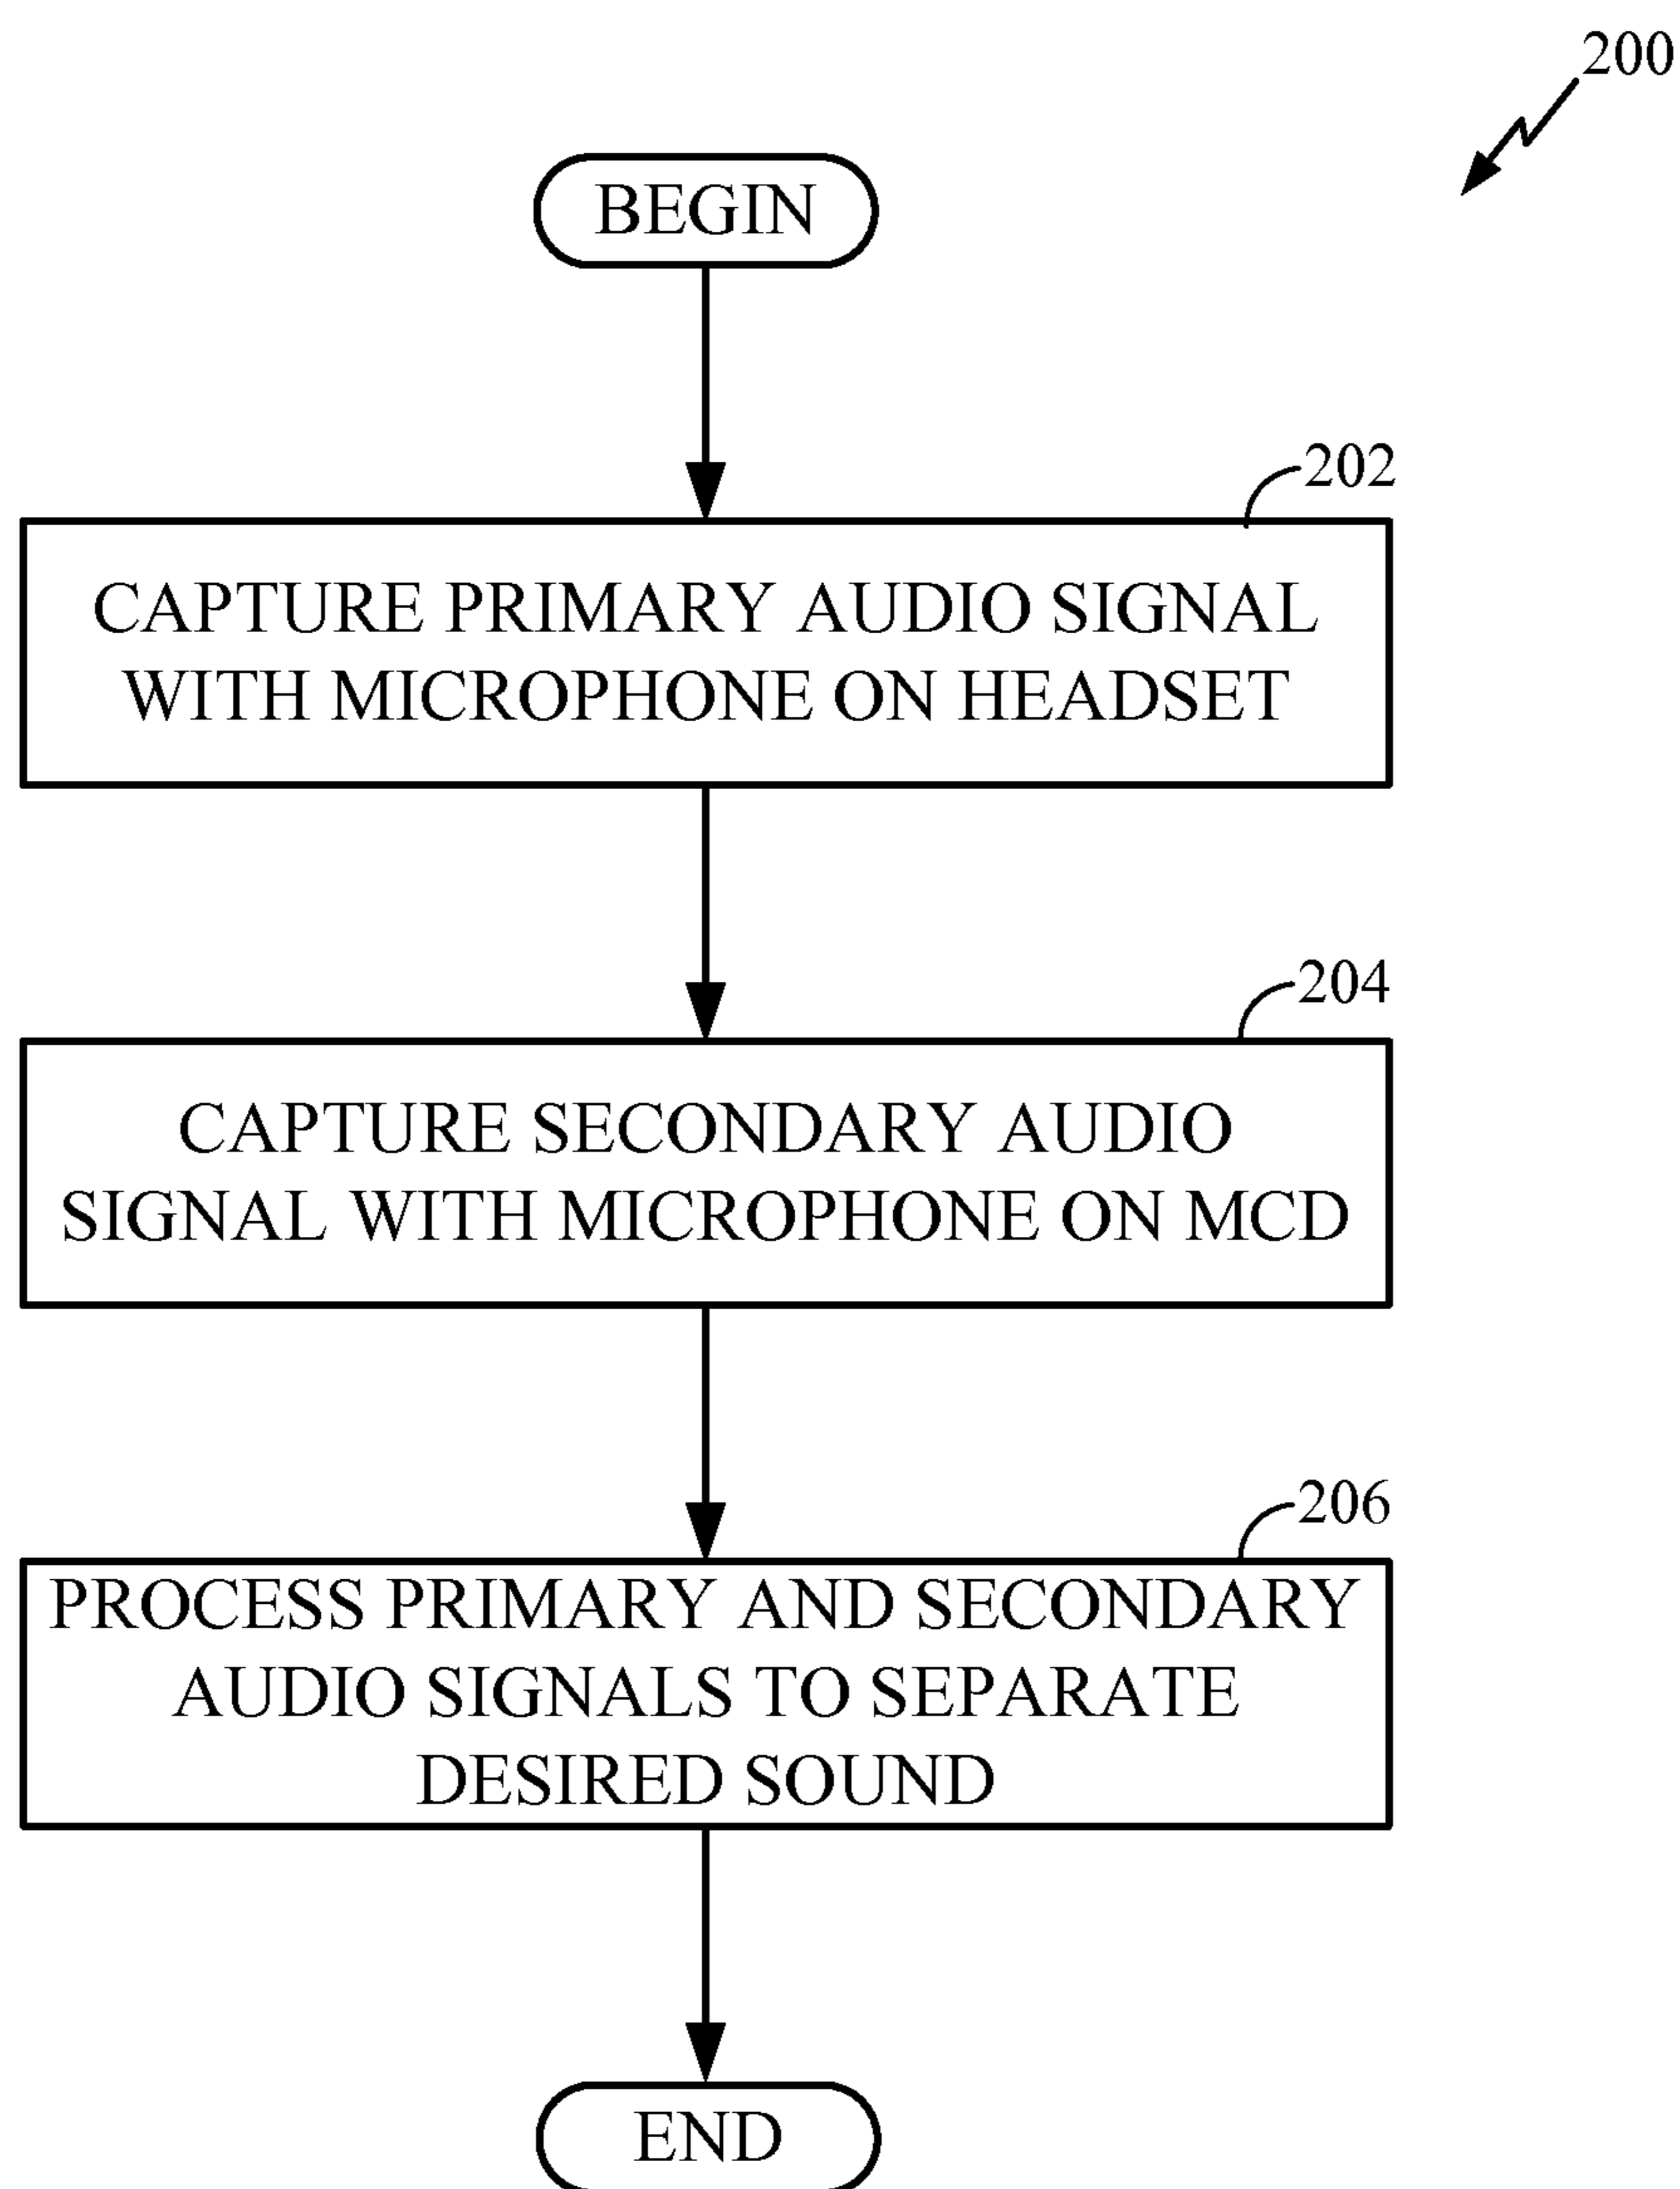 200
BEGIN
202
CAPTURE PRIMARY AUDIO SIGNAL
WITH MICROPHONE ON HEADSET
204
CAPTURE SECONDARY AUDIO
SIGNAL WITH MICROPHONE ON MCD
206
PROCESS PRIMARY AND SECONDARY
AUDIO SIGNALS TO SEPARATE
DESIRED SOUND
END